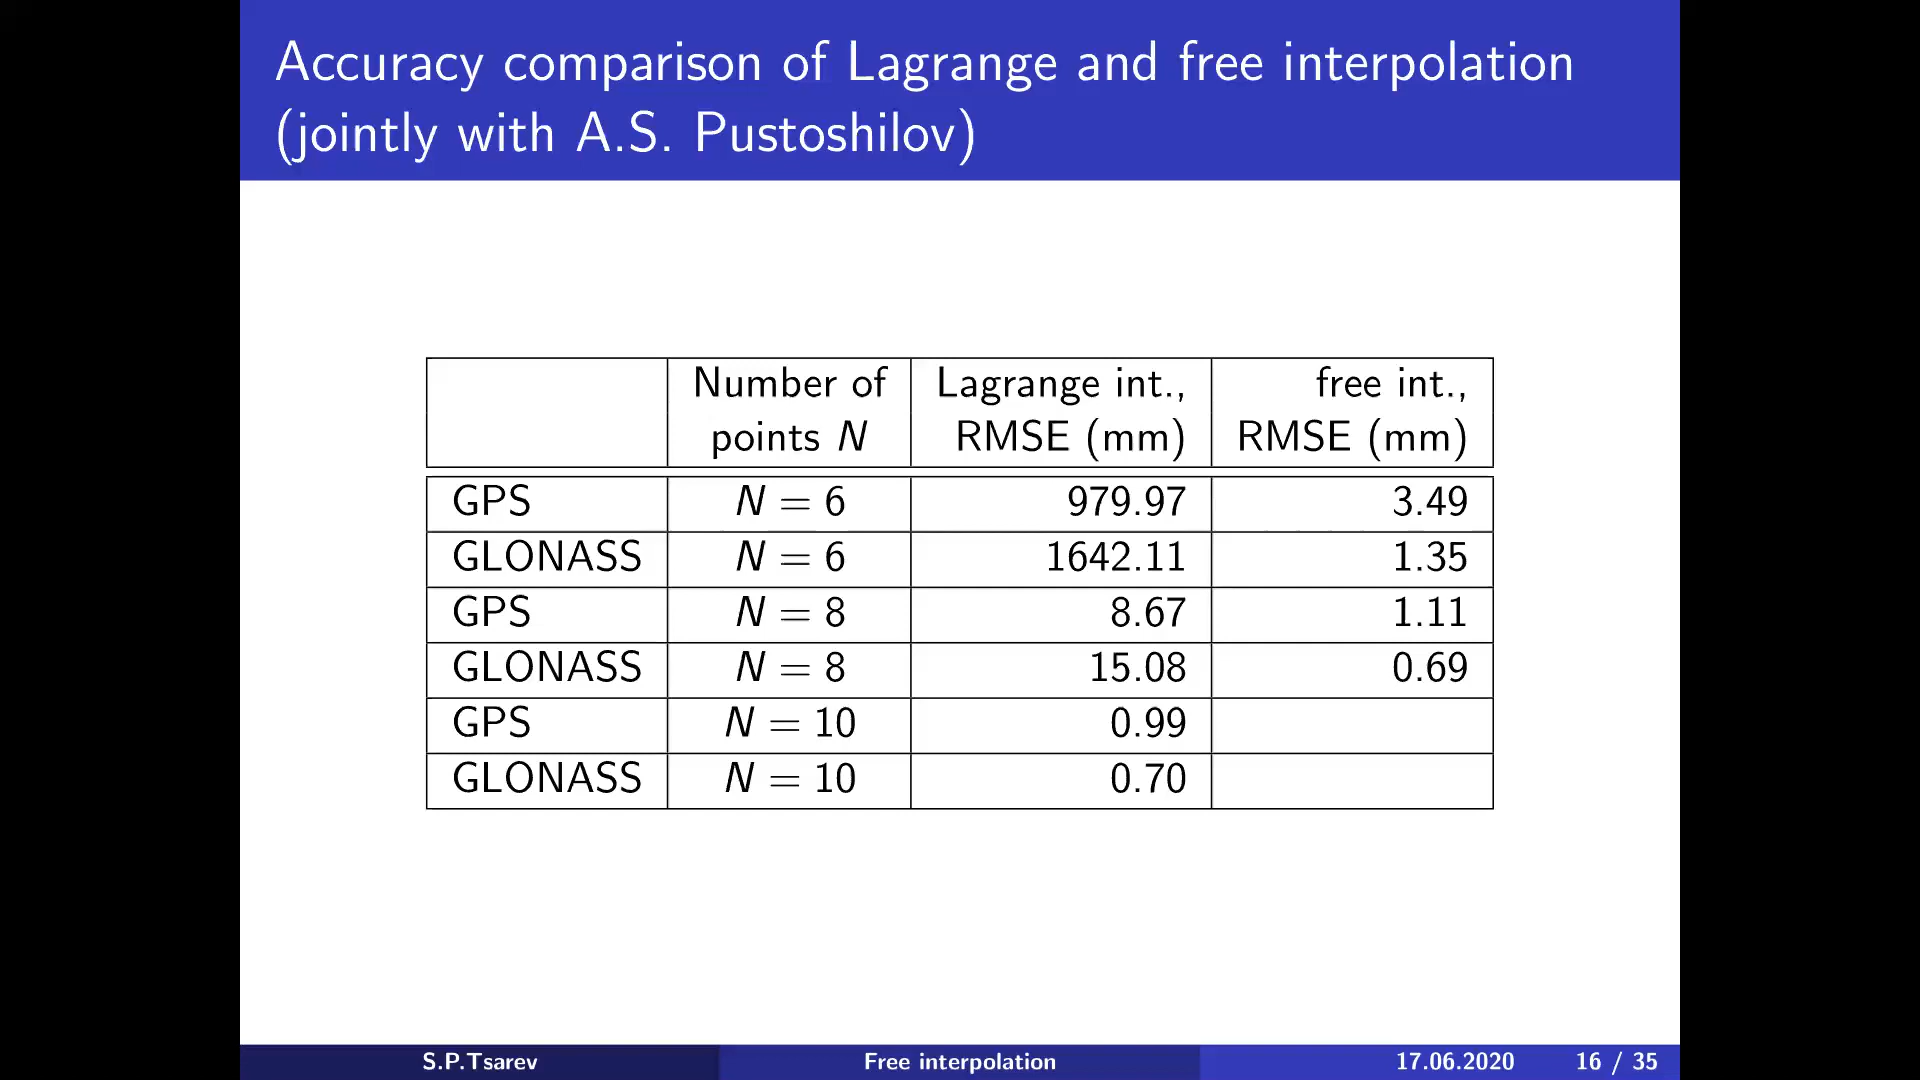 Accuracy comparison of Lagrange and free interpolation
(jointly with A.S. Pustoshilov)
Number of points N Lagrange int., RMSE (mm) free int., RMSE (mm)
GPS N = 6 979.97 3.49
GLONASS N = 6 1642.11 1.35
GPS N = 8 8.67 1.11
GLONASS N = 8 15.08 0.69
GPS N = 10 0.99
GLONASS N = 10 0.70
S.P.Tsarev Free interpolation 17.06.2020 16 / 35